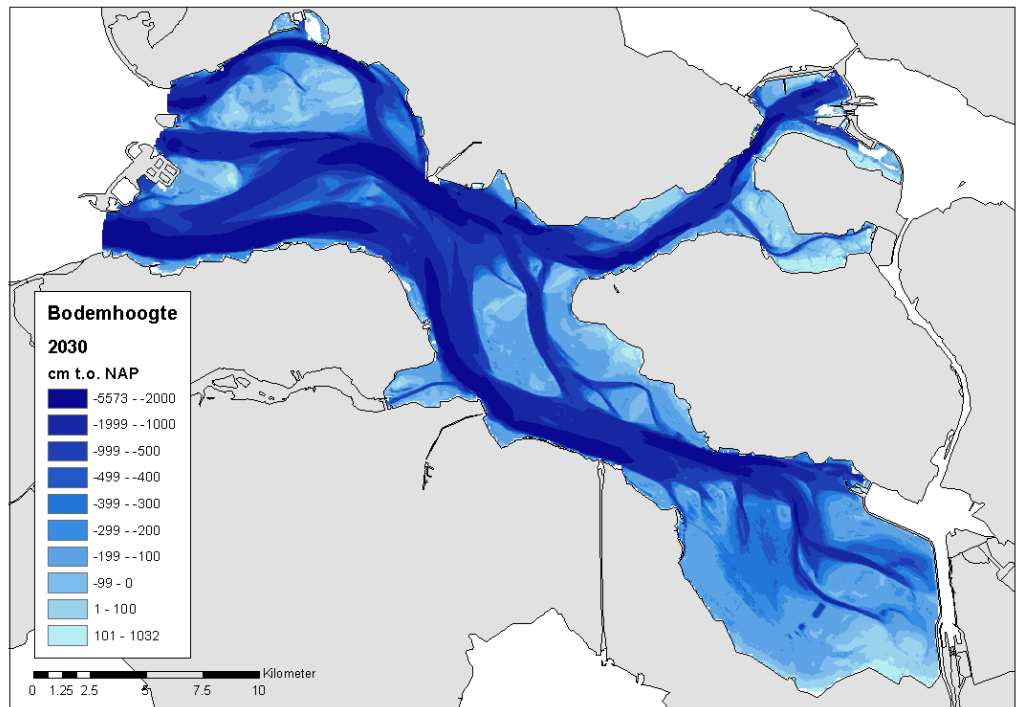 Bodemhoogte
2030
cm t.o. NAP
-5573 - -2000
-1999 - -1000
-999 - -500
-499 - -400
-399 - -300
-299 - -200
-199 - -100
-99 - 0
1 - 100
101 - 1032
Kilometer
0 1.25 2.5 5 7.5 10